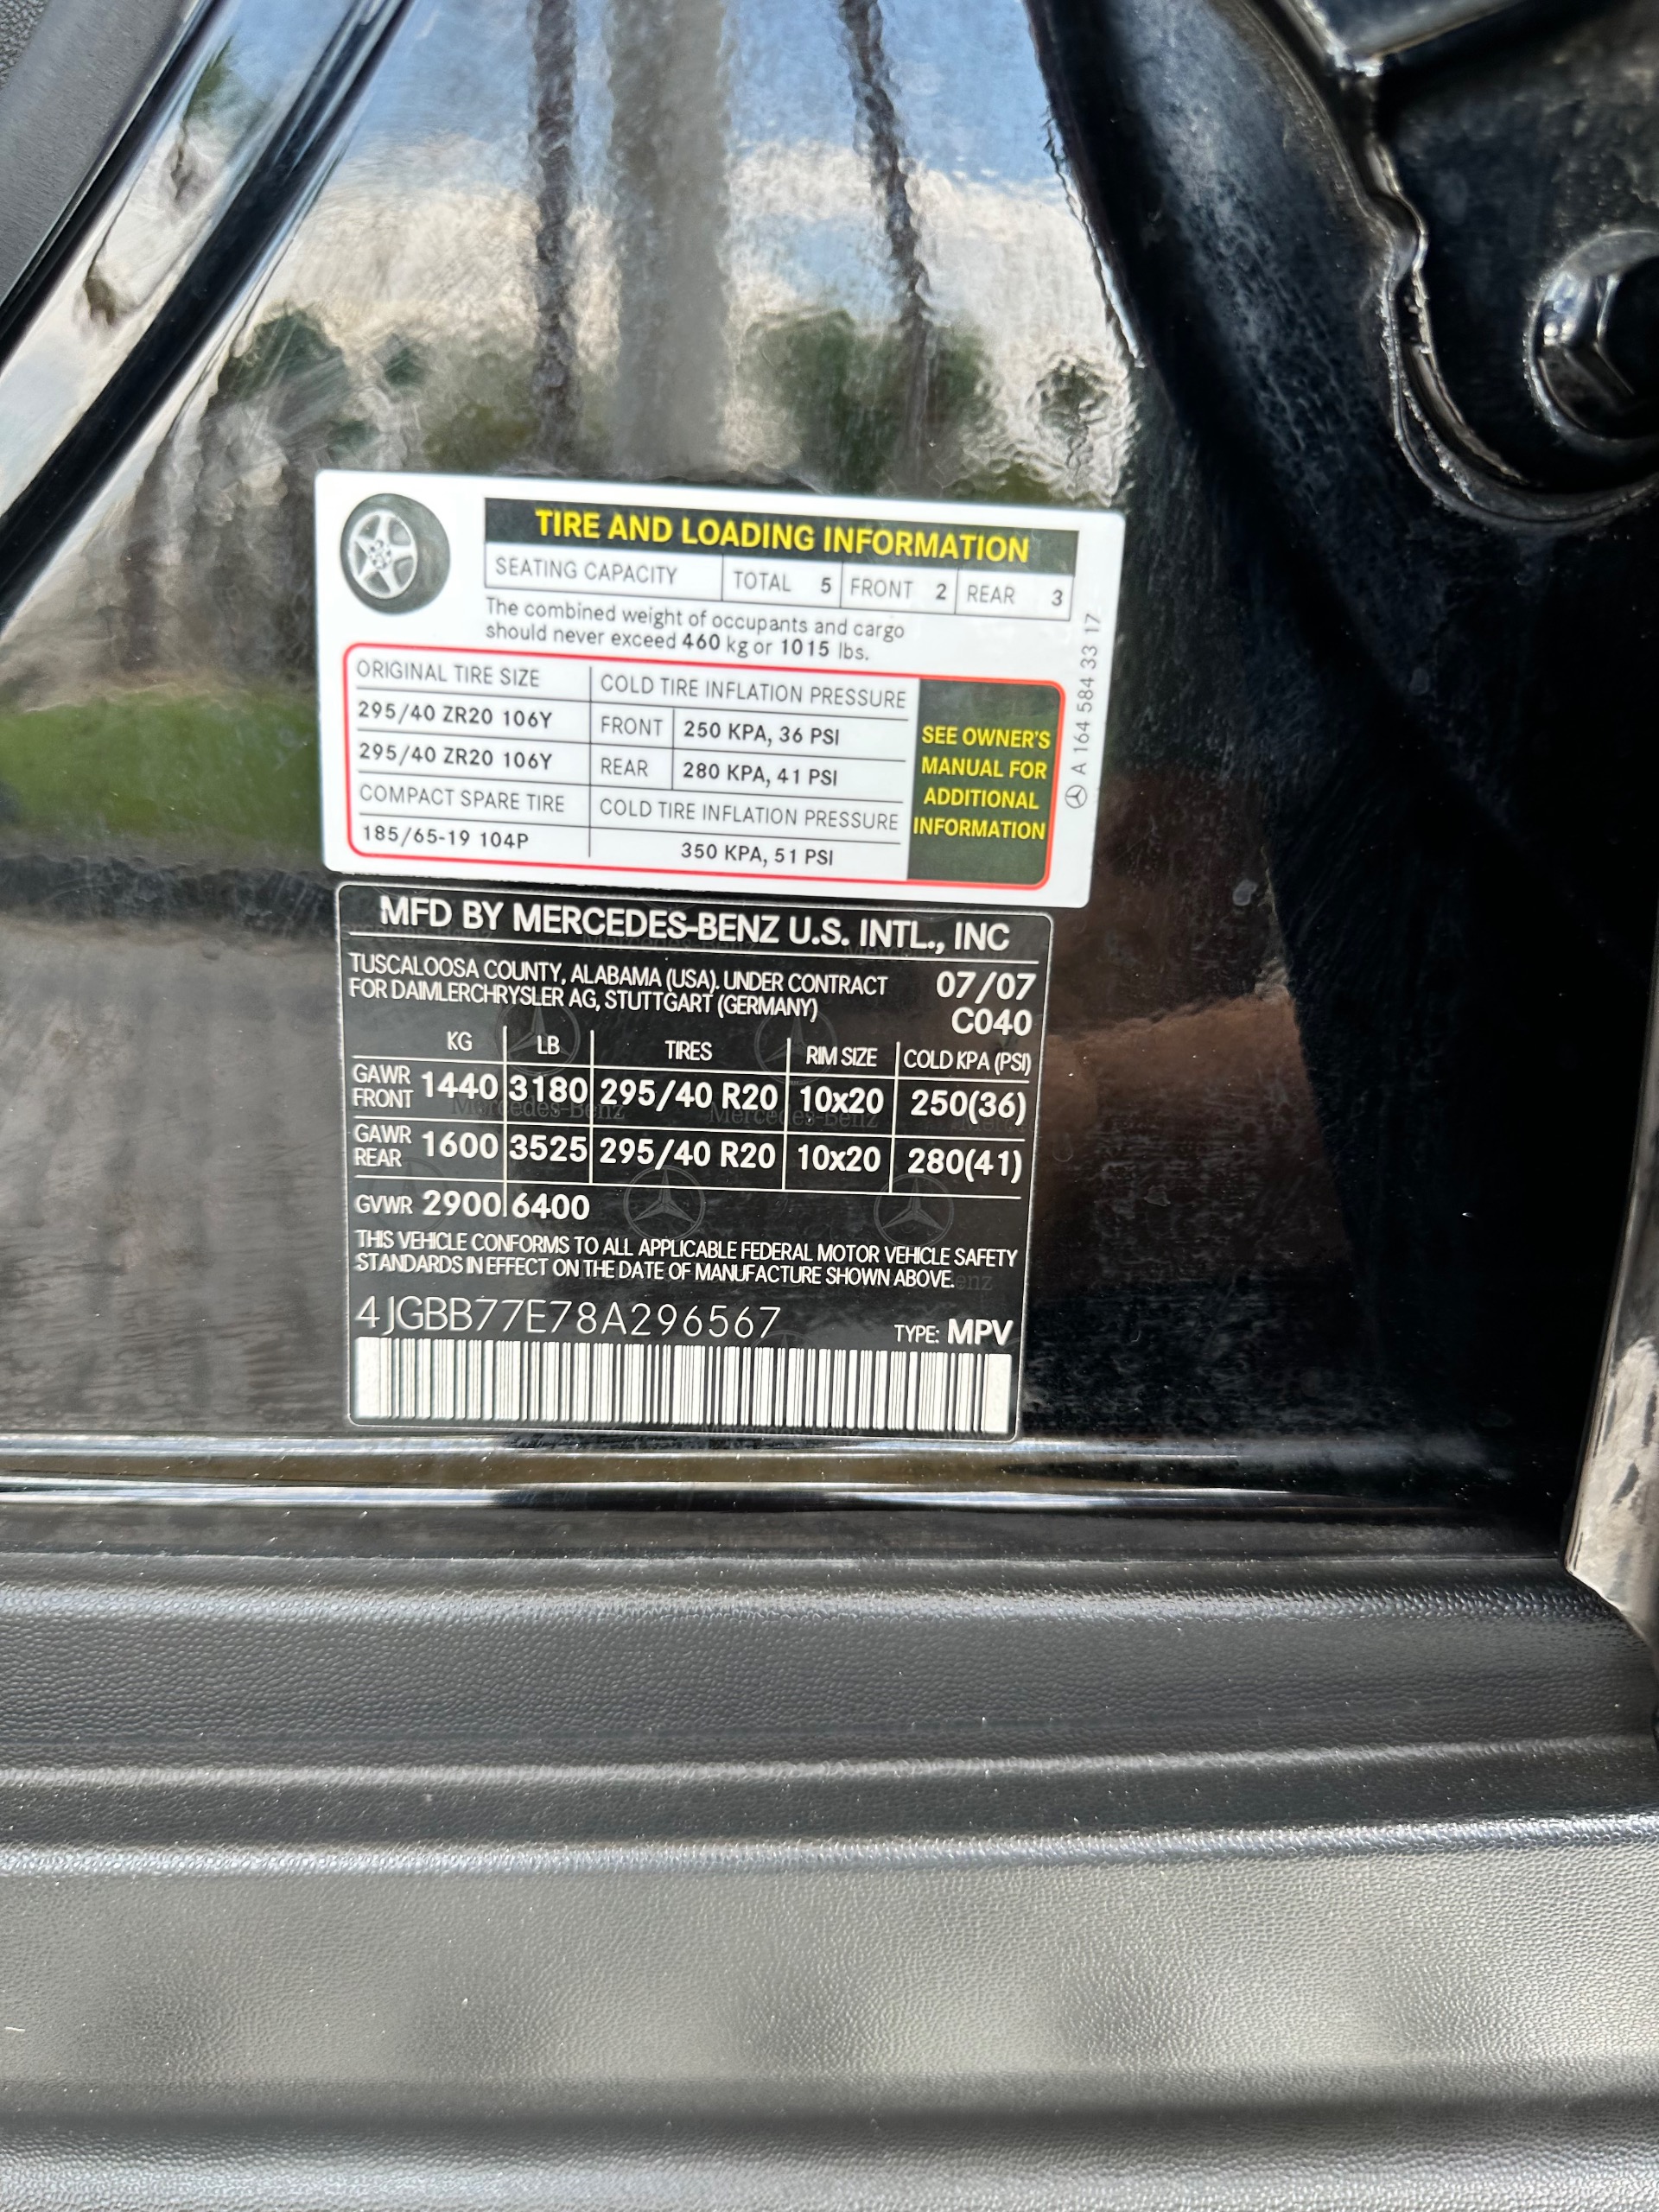 TIRE AND LOADING INFORMATION
SEATING CAPACITY TOTAL 5 FRONT 2 REAR 3
The combined weight of occupants and cargo
should never exceed 460 kg or 1015 lbs.
ORIGINAL TIRE SIZE COLD TIRE INFLATION PRESSURE
295/40 ZR20 106Y FRONT 250 KPA, 36 PSI
295/40 ZR20 106Y REAR 280 KPA, 41 PSI
COMPACT SPARE TIRE COLD TIRE INFLATION PRESSURE
185/65-19 104P 350 KPA, 51 PSI
SEE OWNER'S
MANUAL FOR
ADDITIONAL
INFORMATION
A 164 584 33 17
MFD BY MERCEDES-BENZ U.S. INTL., INC
TUSCALOOSA COUNTY, ALABAMA (USA). UNDER CONTRACT
FOR DAIMLERCHRYSLER AG, STUTTGART (GERMANY)
07/07
C040
KG LB TIRES RIM SIZE COLD KPA (PSI)
GAWR FRONT 1440 3180 295/40 R20 10x20 250(36)
GAWR REAR 1600 3525 295/40 R20 10x20 280(41)
GVWR 2900 6400
THIS VEHICLE CONFORMS TO ALL APPLICABLE FEDERAL MOTOR VEHICLE SAFETY
STANDARDS IN EFFECT ON THE DATE OF MANUFACTURE SHOWN ABOVE.
4JGBB77E78A296567 TYPE: MPV